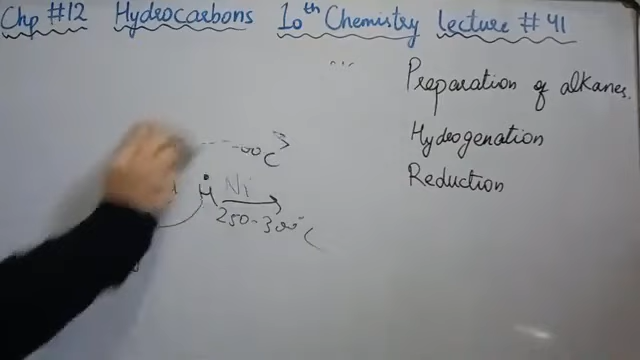 Chp #12 Hydrocarbons 10th Chemistry lecture # 41
Preparation of alkanes.
Hydrogenation
Reduction
Ni
250-300°C